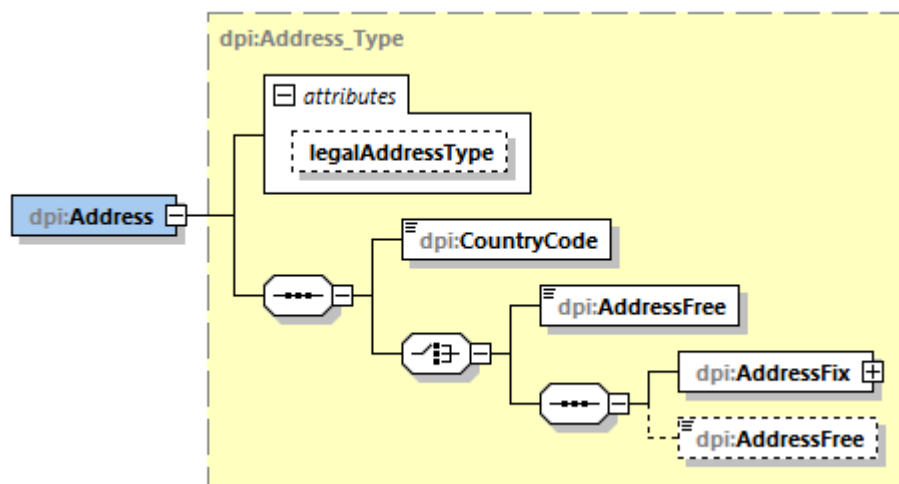 dpi:Address_Type
attributes
legalAddressType
dpi:Address
dpi:CountryCode
dpi:AddressFree
dpi:AddressFix
dpi:AddressFree